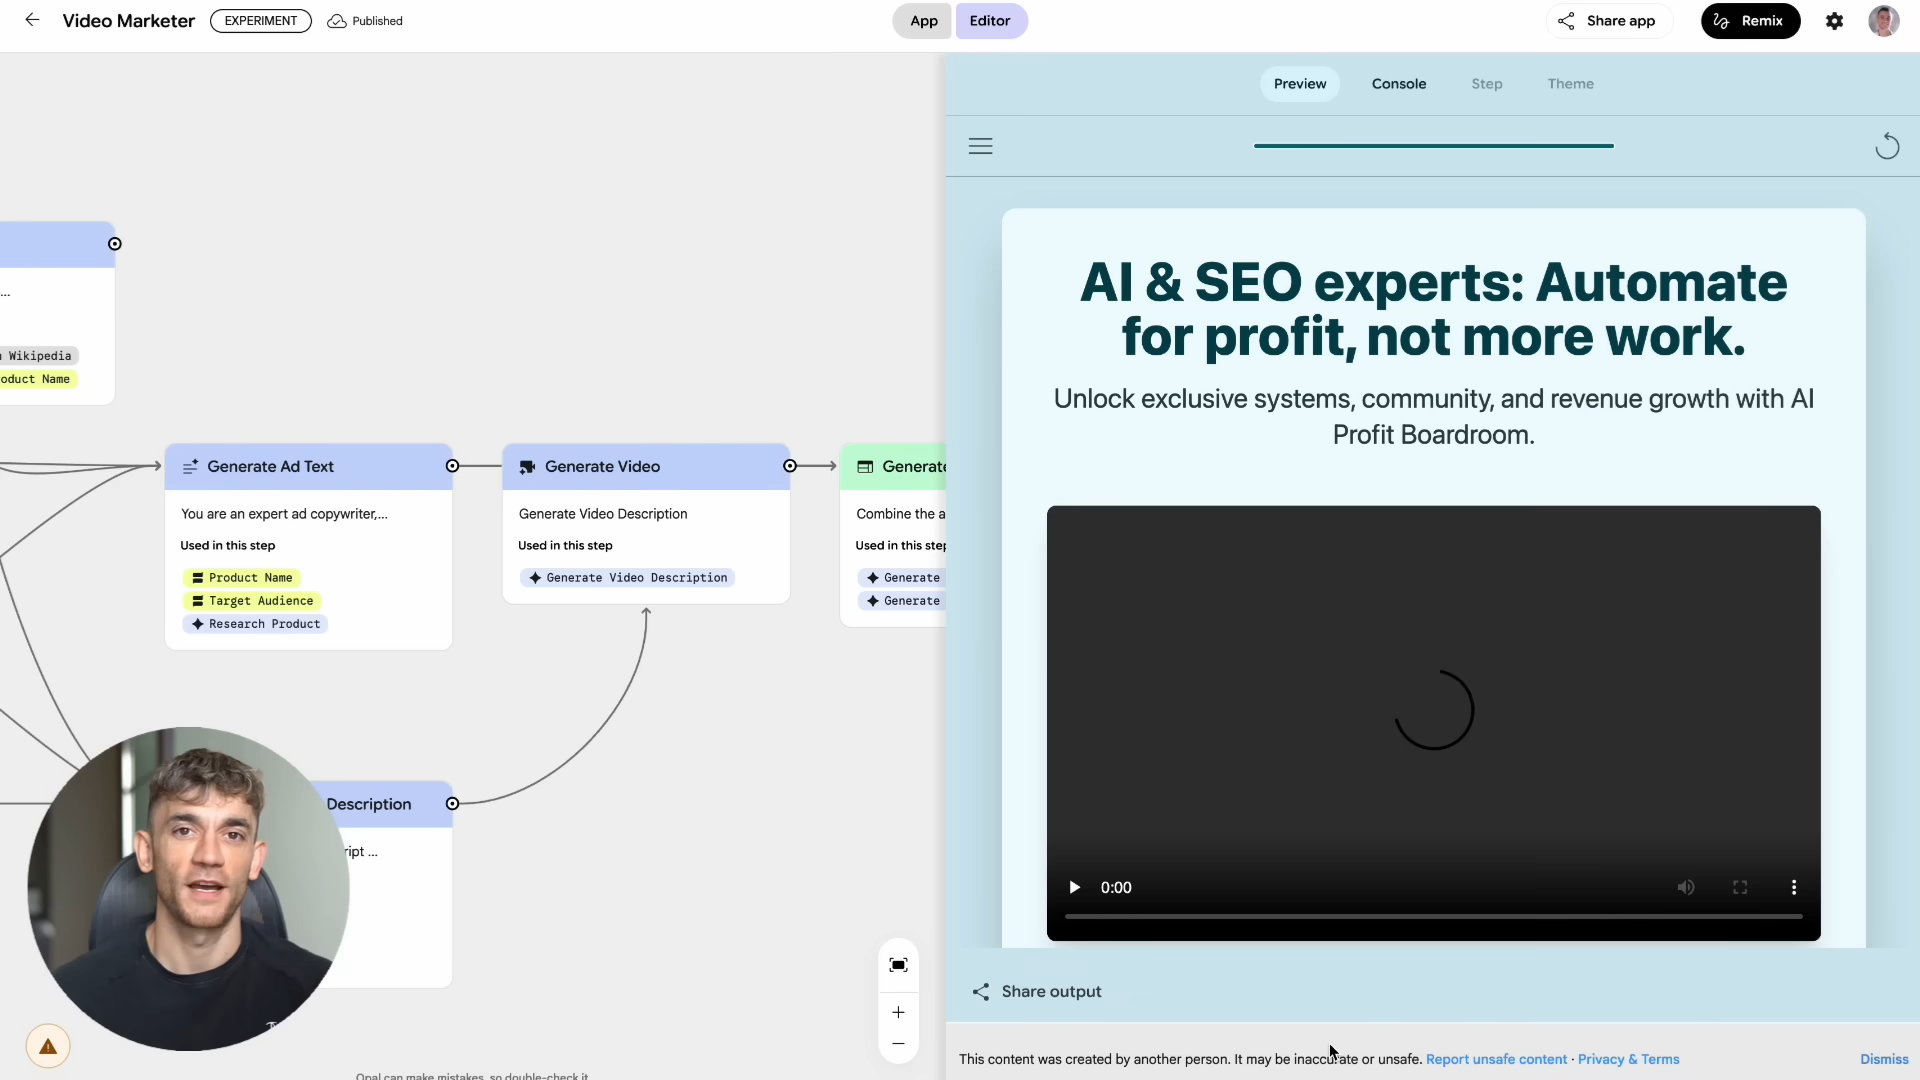 Video Marketer
EXPERIMENT
Published
App
Editor
Share app
Remix
Preview
Console
Step
Theme
...
Wikipedia
Product Name
Generate Ad Text
You are an expert ad copywriter,...
Used in this step
Product Name
Target Audience
Research Product
Generate Video
Generate Video Description
Used in this step
Generate Video Description
Generate
Combine the a
Used in this step
Generate
Generate
Description
ript ...
AI & SEO experts: Automate
for profit, not more work.
Unlock exclusive systems, community, and revenue growth with AI
Profit Boardroom.
0:00
Share output
This content was created by another person. It may be inaccurate or unsafe. Report unsafe content · Privacy & Terms
Dismiss
Opal can make mistakes, so double-check it